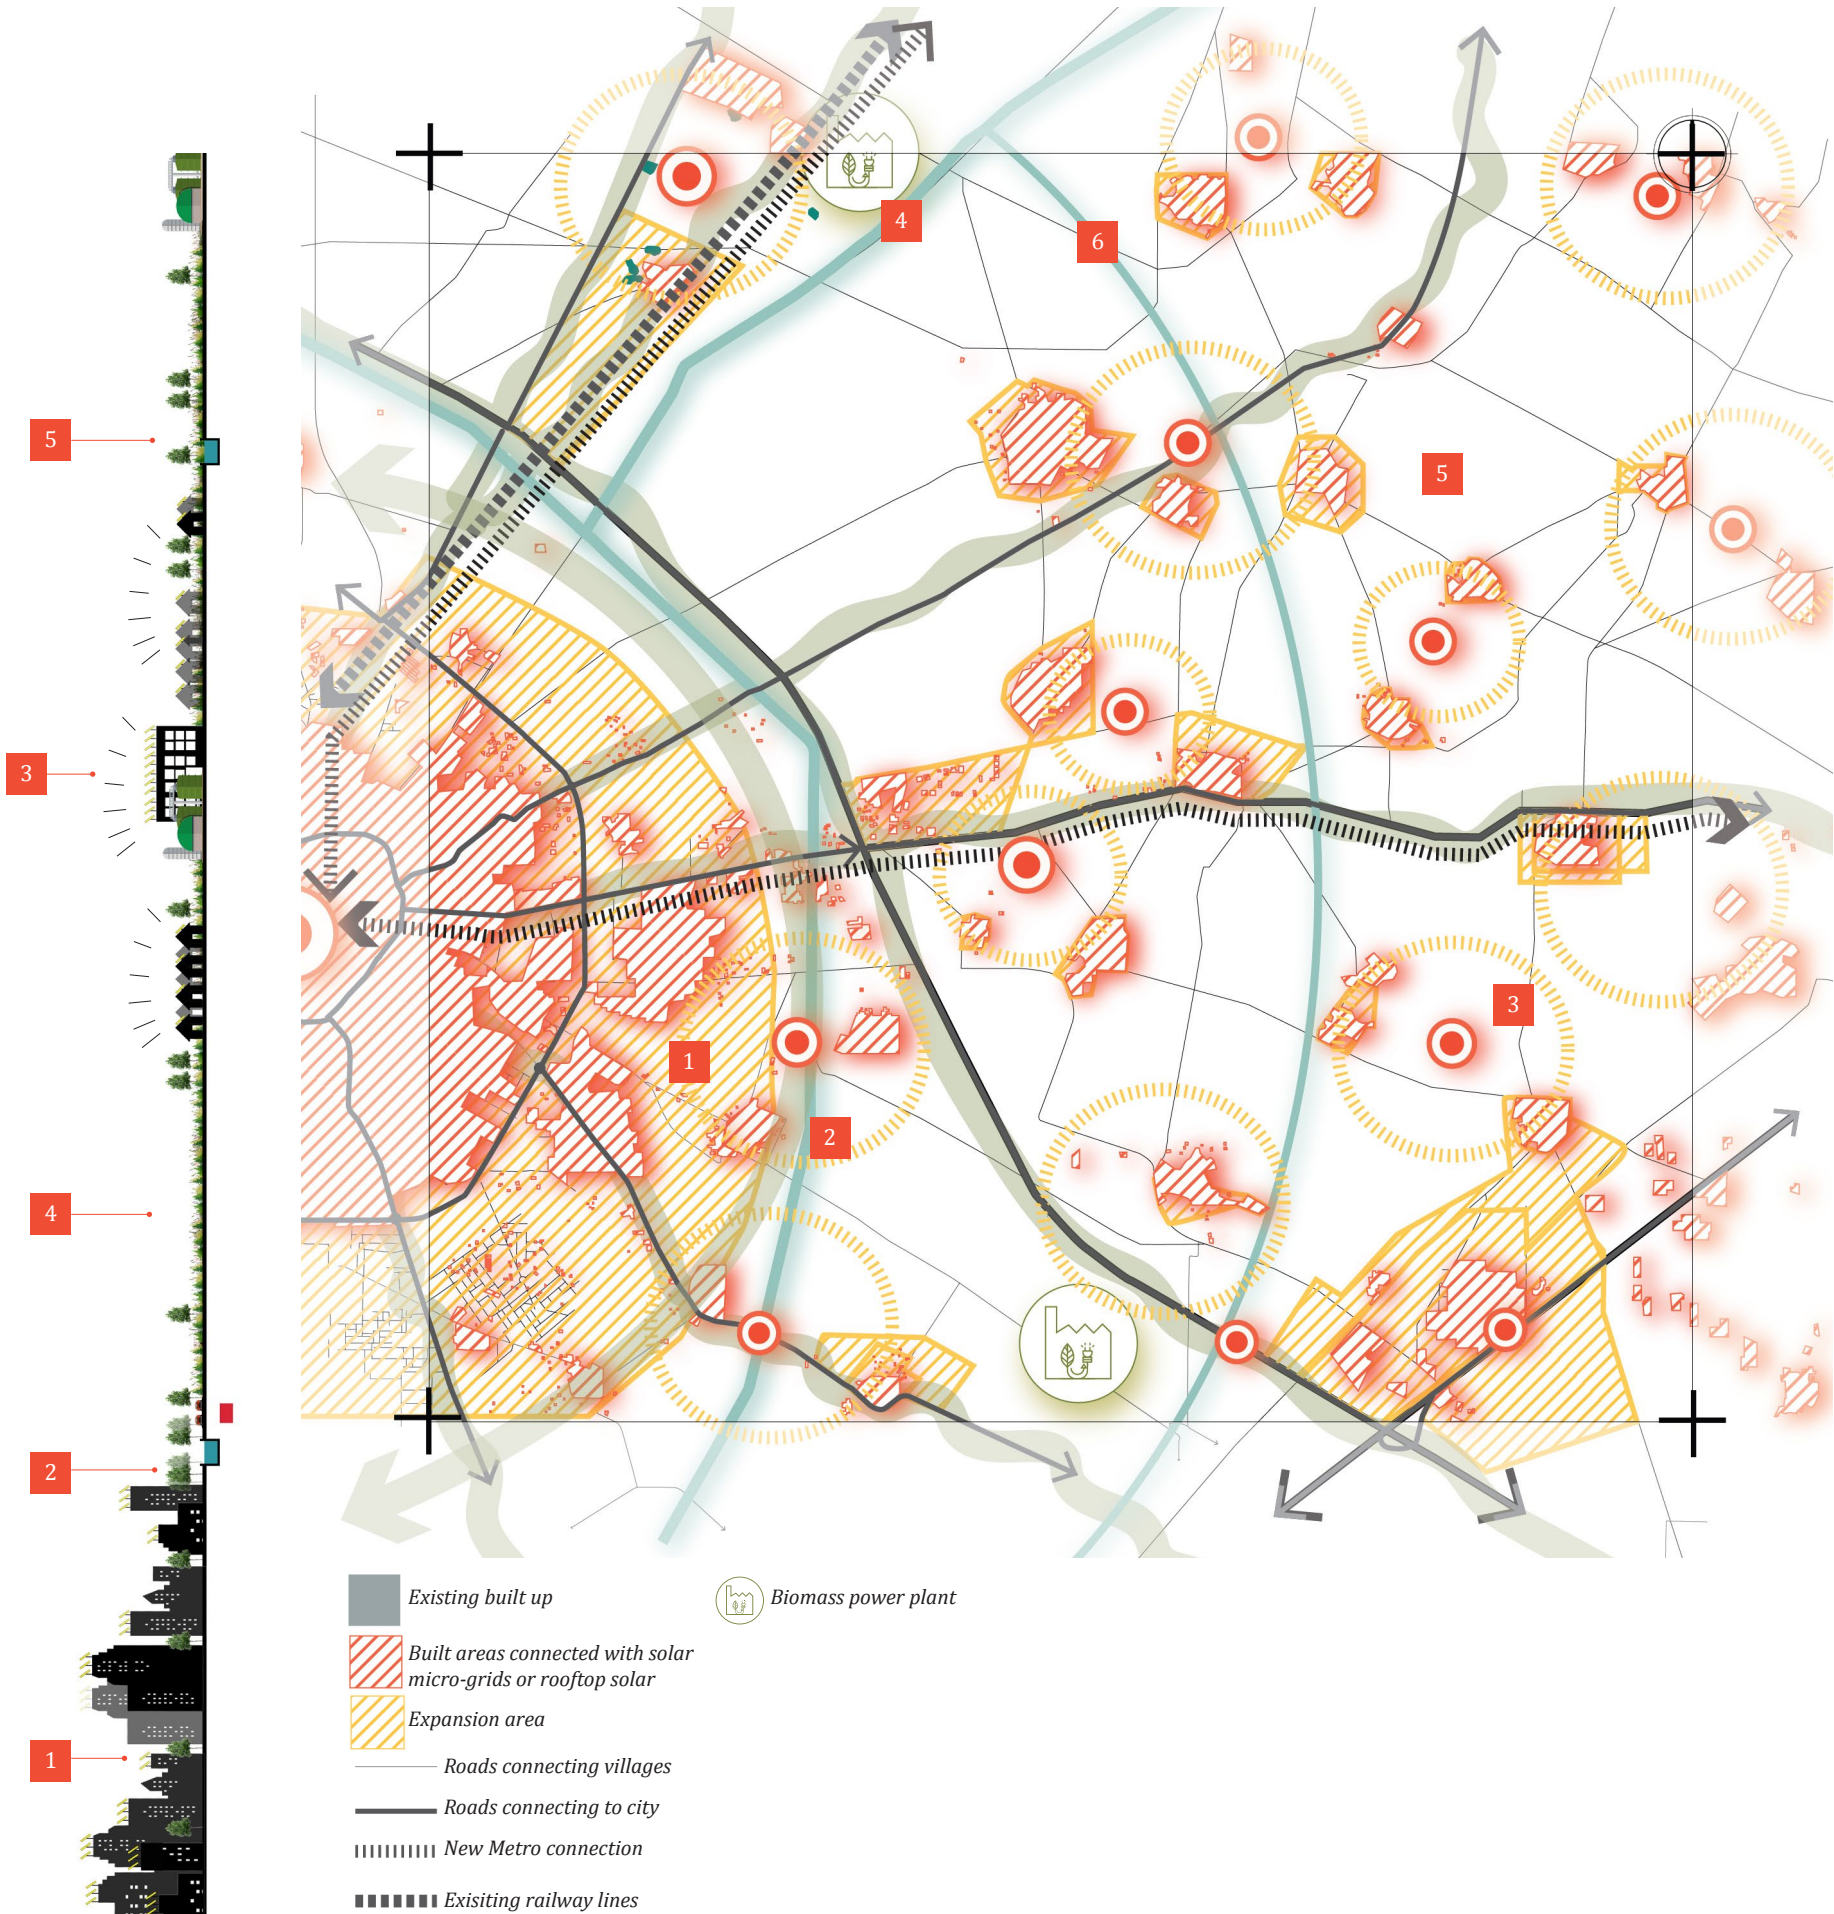 4
6
5
5
3
3
1
2
4
2
1
Existing built up
Biomass power plant
Built areas connected with solar
micro-grids or rooftop solar
Expansion area
Roads connecting villages
Roads connecting to city
New Metro connection
Exisiting railway lines